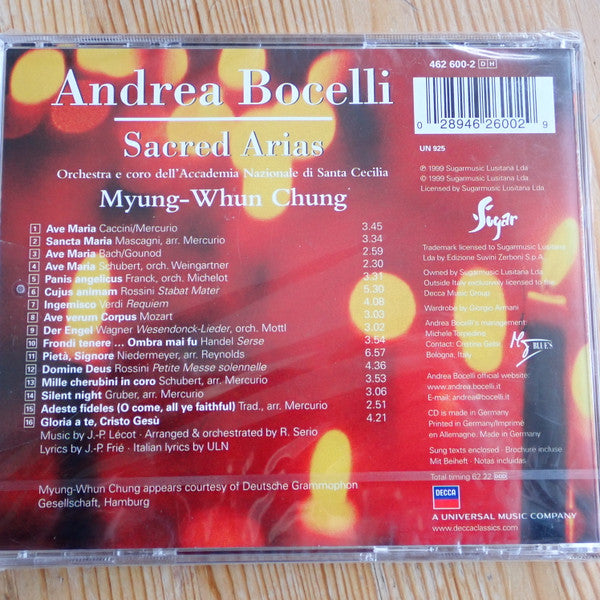 Andrea Bocelli
Sacred Arias
Orchestra e coro dell'Accademia Nazionale di Santa Cecilia
Myung-Whun Chung
1 Ave Maria Caccini/Mercurio 3.45
2 Sancta Maria Mascagni, arr. Mercurio 3.34
3 Ave Maria Bach/Gounod 2.59
4 Ave Maria Schubert, orch. Weingartner 2.30
5 Panis angelicus Franck, orch. Michelot 3.31
6 Cujus animam Rossini Stabat Mater 5.30
7 Ingemisco Verdi Requiem 4.08
8 Ave verum Corpus Mozart 3.03
9 Der Engel Wagner Wesendonck-Lieder, orch. Mottl 3.02
10 Frondi tenere ... Ombra mai fu Handel Serse 3.54
11 Pietà, Signore Niedermeyer, arr. Reynolds 6.57
12 Domine Deus Rossini Petite Messe solennelle 4.36
13 Mille cherubini in coro Schubert, arr. Mercurio 3.53
14 Silent night Gruber, arr. Mercurio 3.06
15 Adeste fideles (O come, all ye faithful) Trad., arr. Mercurio 2.51
16 Gloria a te, Cristo Gesù 4.21
Music by J.-P. Lécot · Arranged & orchestrated by R. Serio
Lyrics by J.-P. Frié · Italian lyrics by ULN
Myung-Whun Chung appears courtesy of Deutsche Grammophon
Gesellschaft, Hamburg
462 600-2 DH
0 28946 26002 9
UN 925
℗ 1999 Sugarmusic Lusitana Lda
© 1999 Sugarmusic Lusitana Lda
Licensed by Sugarmusic Lusitana Lda
Sugar
Trademark licensed to Sugarmusic Lusitana
Lda by Edizione Suvini Zerboni S.p.A.
Owned by Sugarmusic Lusitana Lda
Outside Italy exclusively licensed to the
Decca Music Group
Wardrobe by Giorgio Armani
Andrea Bocelli's management:
Michele Torpedine
Contact: Cristina Gelsi
Bologna, Italy
BLUE'S
Andrea Bocelli official website:
www.andrea.bocelli.it
E-mail: andrea@bocelli.it
CD is made in Germany
Printed in Germany/Imprimé
en Allemagne. Made in Germany
Sung texts enclosed · Brochure incluse
Mit Beiheft · Notas incluidas
Total timing 62.22 DDD
DECCA
A UNIVERSAL MUSIC COMPANY
www.deccaclassics.com